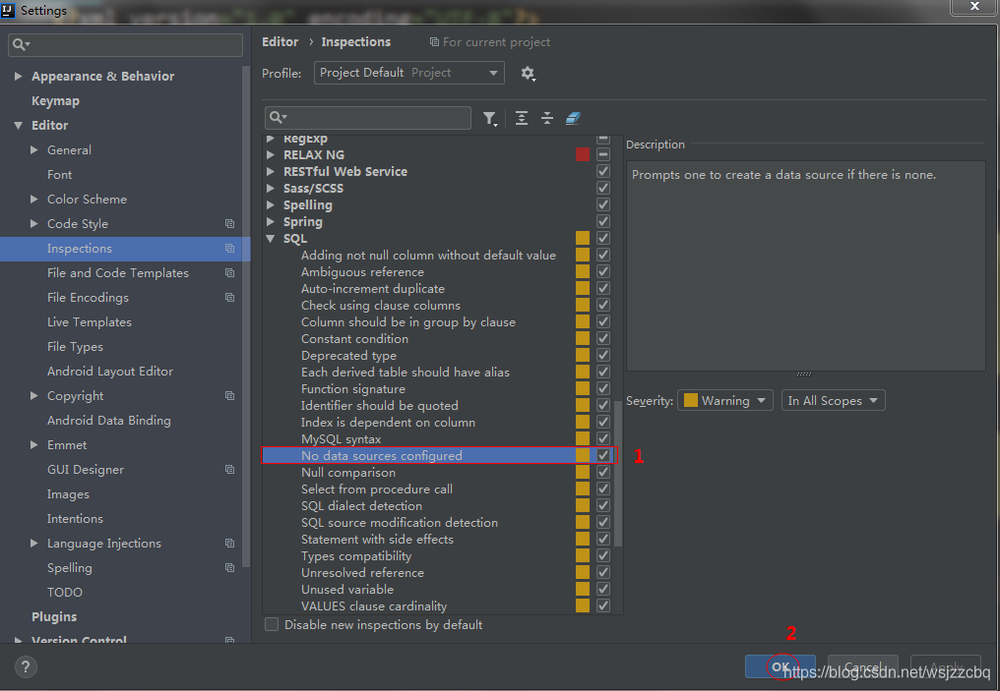 Settings
<?xml version="1.0" encoding="UTF-8"?>
Editor › Inspections For current project
Profile: Project Default Project
Appearance & Behavior
Keymap
Editor
General
Font
Color Scheme
Code Style
Inspections
File and Code Templates
File Encodings
Live Templates
File Types
Android Layout Editor
Copyright
Android Data Binding
Emmet
GUI Designer
Images
Intentions
Language Injections
Spelling
TODO
Plugins
Version Control
RegExp
RELAX NG
RESTful Web Service
Sass/SCSS
Spelling
Spring
SQL
Adding not null column without default value
Ambiguous reference
Auto-increment duplicate
Check using clause columns
Column should be in group by clause
Constant condition
Deprecated type
Each derived table should have alias
Function signature
Identifier should be quoted
Index is dependent on column
MySQL syntax
No data sources configured
1
Null comparison
Select from procedure call
SQL dialect detection
SQL source modification detection
Statement with side effects
Types compatibility
Unresolved reference
Unused variable
VALUES clause cardinality
Disable new inspections by default
Description
Prompts one to create a data source if there is none.
Severity: Warning In All Scopes
2
?
OK Cancel Apply
https://blog.csdn.net/wsjzzcbq